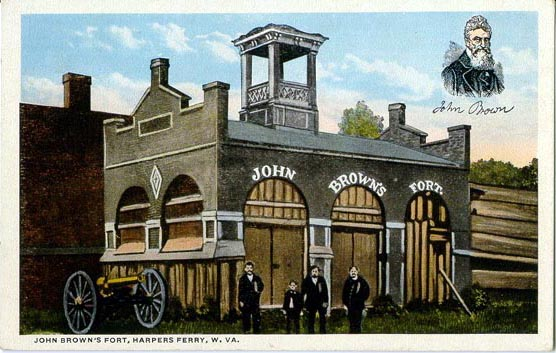 John Brown
JOHN BROWN'S FORT.
JOHN BROWN'S FORT, HARPERS FERRY, W. VA.